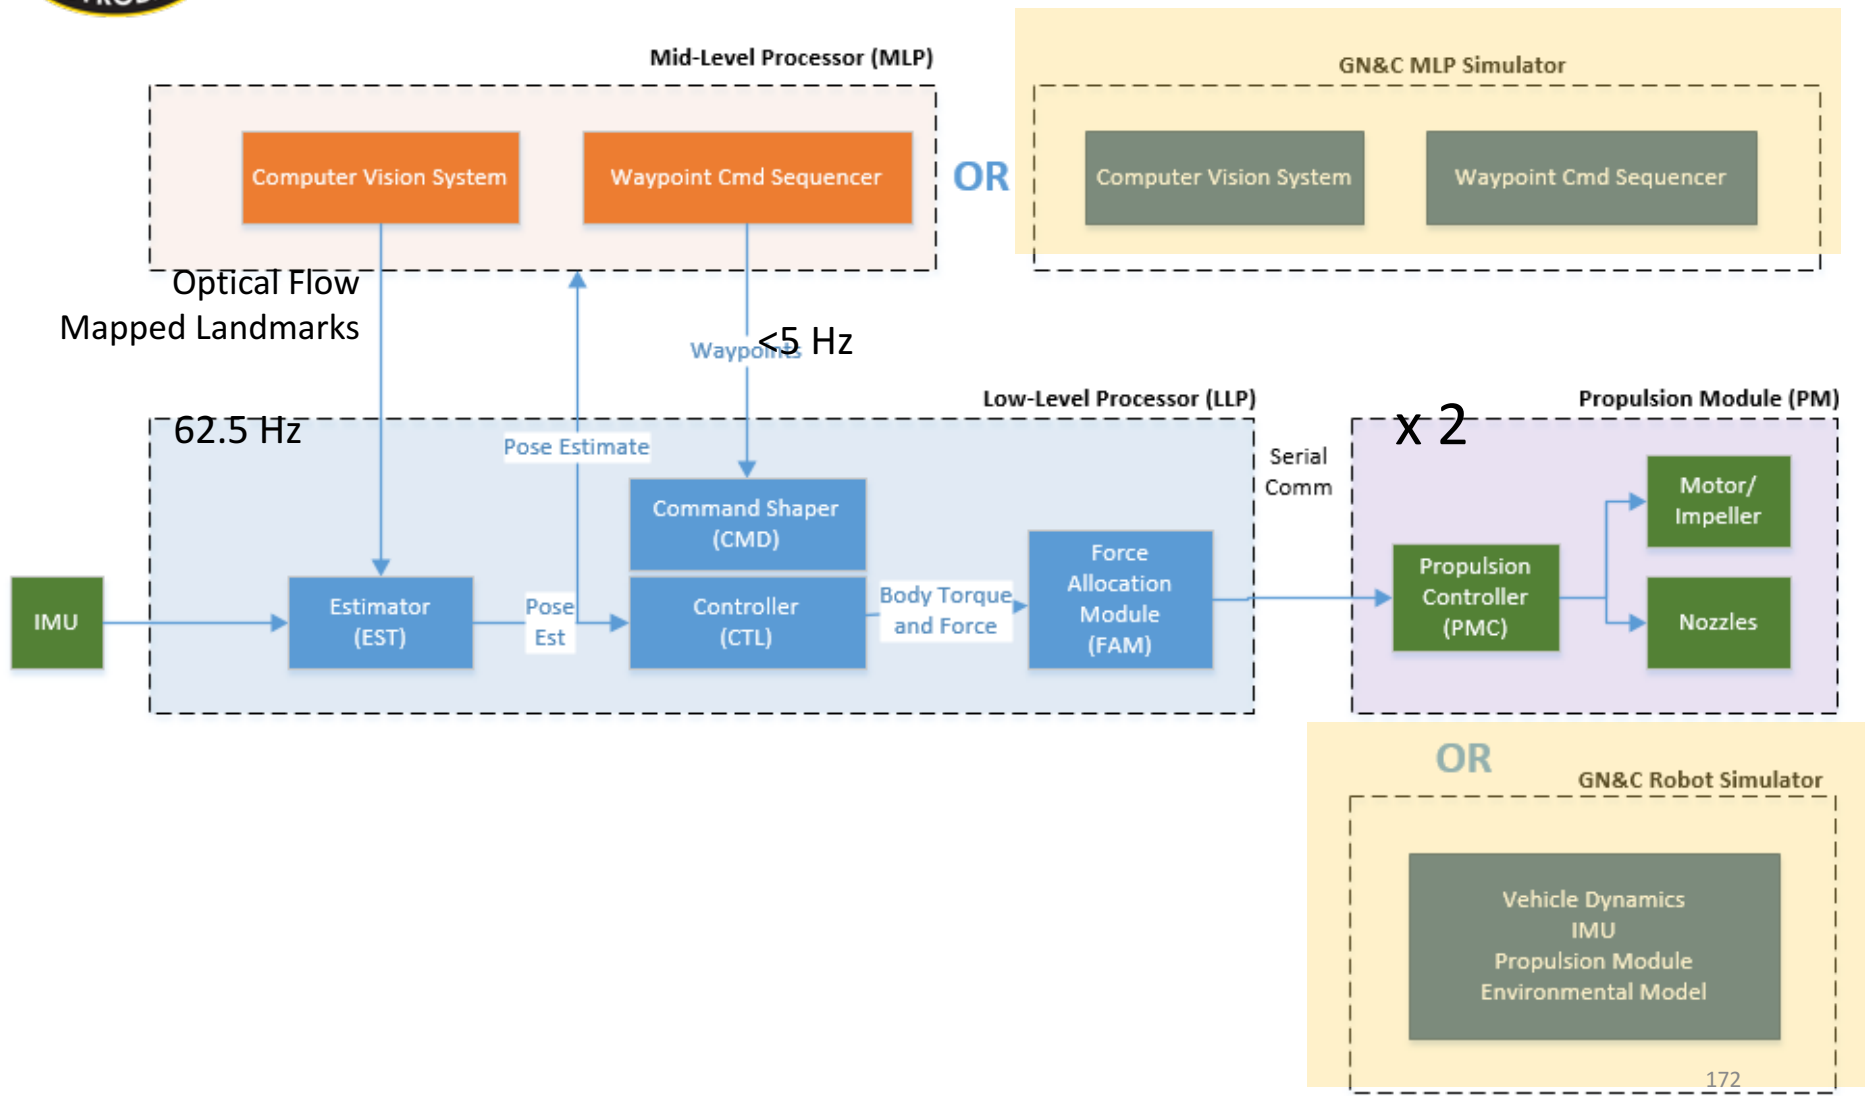 PROD
Mid-Level Processor (MLP)
GN&C MLP Simulator
Computer Vision System
Waypoint Cmd Sequencer
OR
Computer Vision System
Waypoint Cmd Sequencer
Optical Flow
Mapped Landmarks
Waypoints
<5 Hz
Low-Level Processor (LLP)
Propulsion Module (PM)
62.5 Hz
x 2
Pose Estimate
Serial
Comm
Command Shaper
(CMD)
Motor/
Impeller
IMU
Estimator
(EST)
Pose
Est
Controller
(CTL)
Body Torque
and Force
Force
Allocation
Module
(FAM)
Propulsion
Controller
(PMC)
Nozzles
OR
GN&C Robot Simulator
Vehicle Dynamics
IMU
Propulsion Module
Environmental Model
172